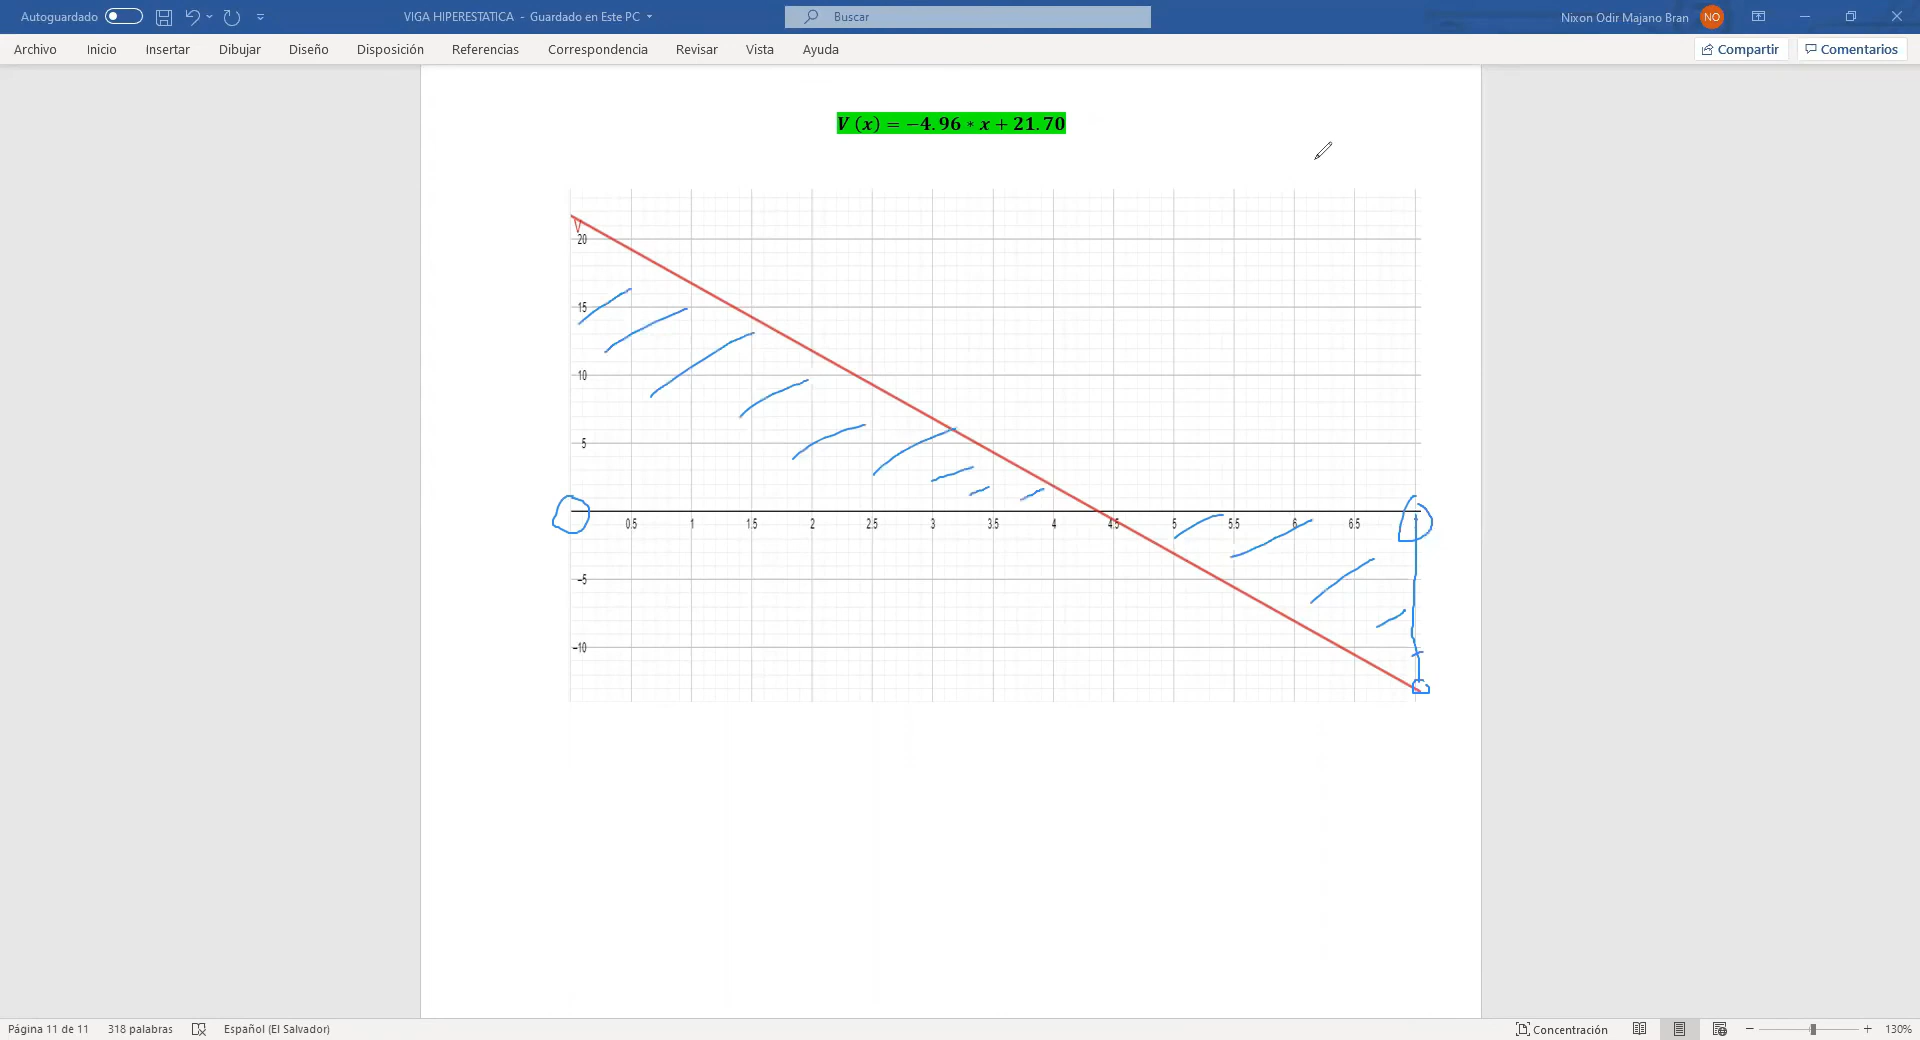 Autoguardado VIGA HIPERESTATICA - Guardado en Este PC Buscar Nixon Odir Majano Bran NO
Archivo Inicio Insertar Dibujar Diseño Disposición Referencias Correspondencia Revisar Vista Ayuda Compartir Comentarios
V (x) = −4.96 * x + 21.70
V
20
15
10
5
0.5 1 1.5 2 2.5 3 3.5 4 4.5 5 5.5 6 6.5
−5
−10
Página 11 de 11 318 palabras Español (El Salvador) Concentración 130%